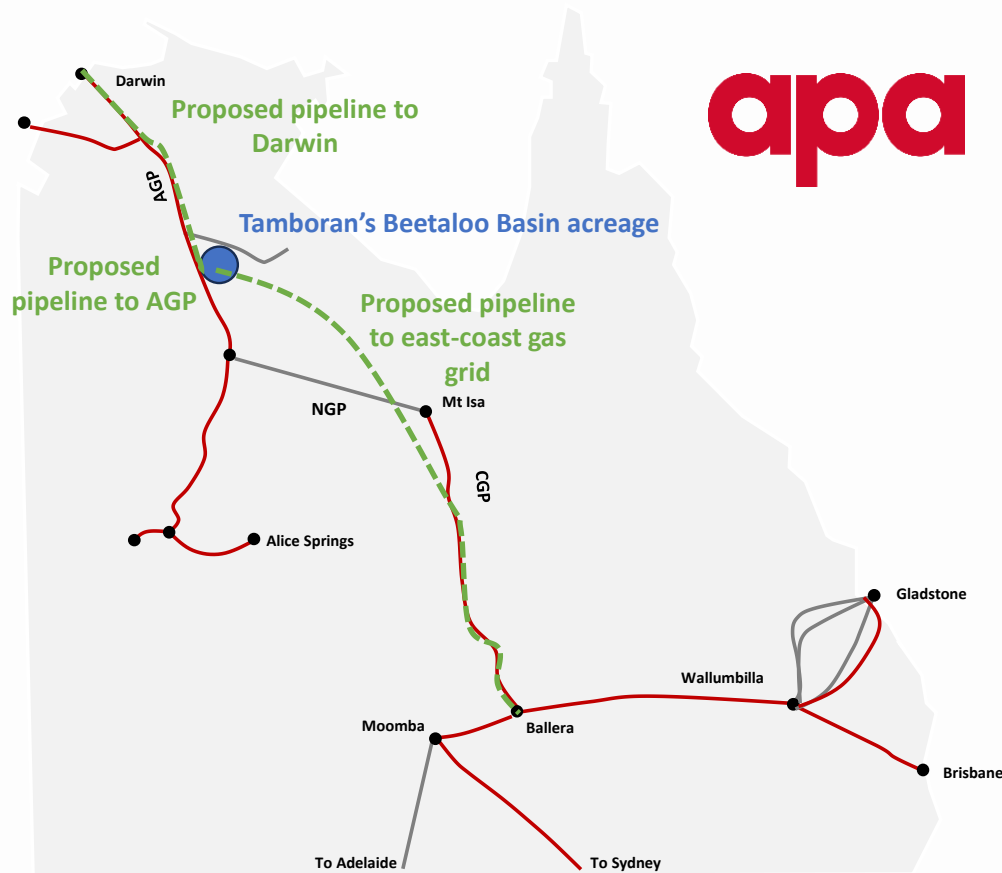 Darwin
apa
Proposed pipeline to
Darwin
AGP
Tamboran's Beetaloo Basin acreage
Proposed
pipeline to AGP
Proposed pipeline
to east-coast gas
grid
Mt Isa
NGP
CGP
Alice Springs
Gladstone
Wallumbilla
Moomba
Ballera
Brisbane
To Adelaide
To Sydney